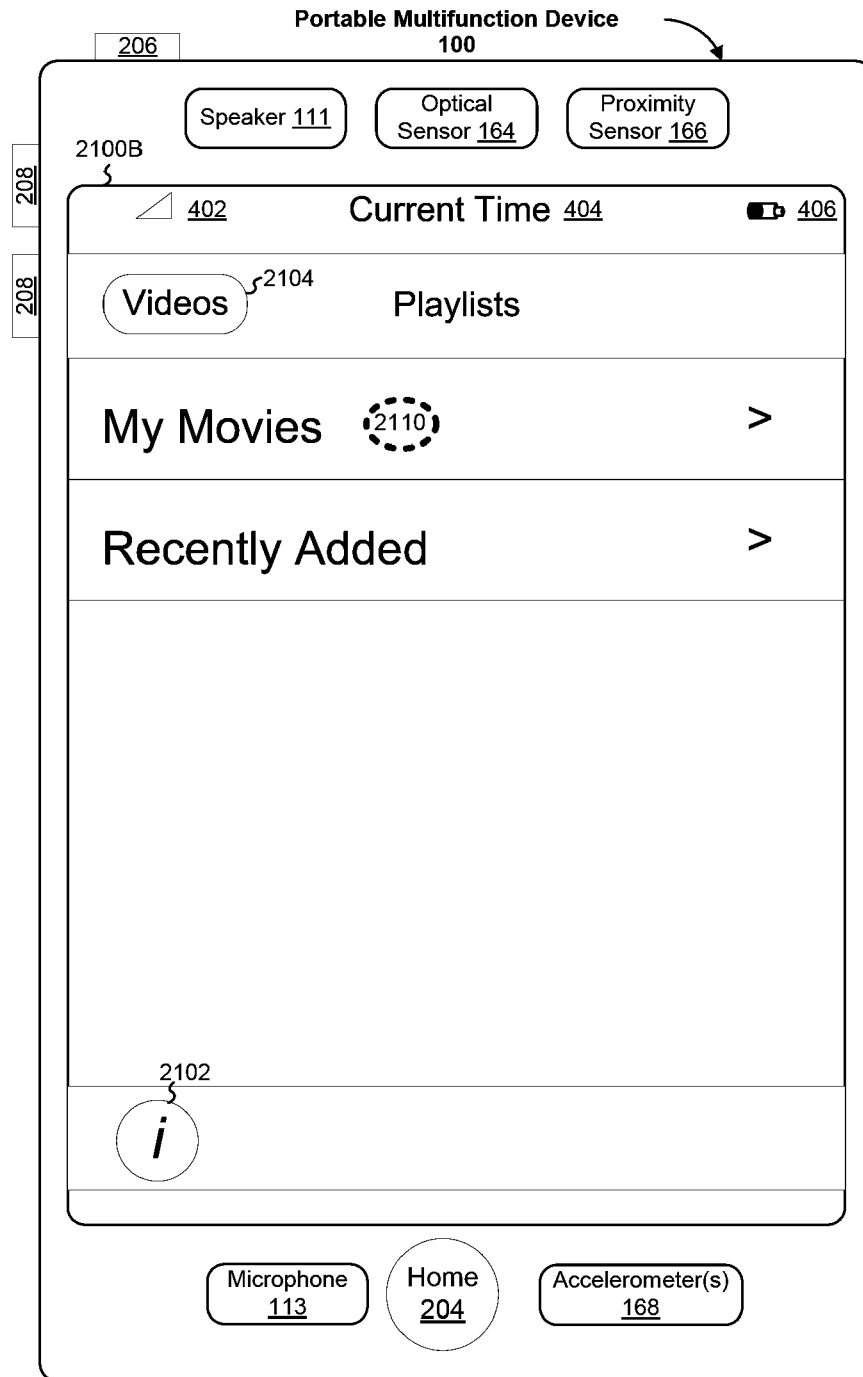 Portable Multifunction Device
100
206
Speaker 111
Optical
Sensor 164
Proximity
Sensor 166
2100B
208
402
Current Time 404
406
208
Videos
2104
Playlists
My Movies
2110
>
Recently Added
>
2102
i
Microphone
113
Home
204
Accelerometer(s)
168